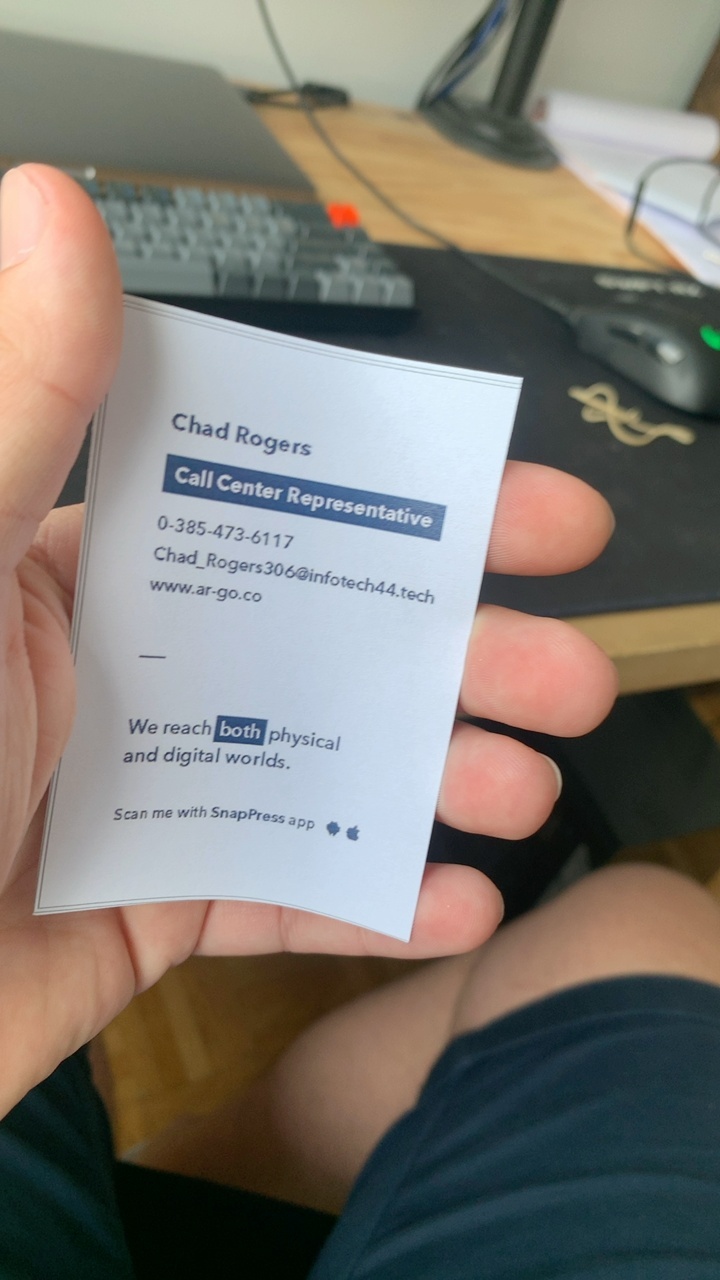 Chad Rogers
Call Center Representative
0-385-473-6117
Chad_Rogers306@infotech44.tech
www.ar-go.co
We reach both physical
and digital worlds.
Scan me with SnapPress app